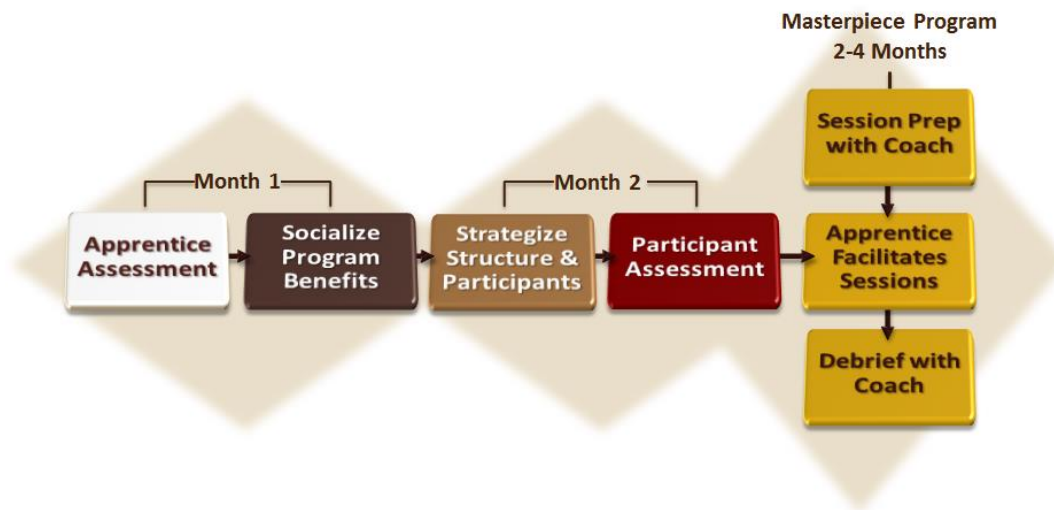 Masterpiece Program
2-4 Months
Session Prep
with Coach
Month 1
Month 2
Apprentice
Assessment
Socialize
Program
Benefits
Strategize
Structure &
Participants
Participant
Assessment
Apprentice
Facilitates
Sessions
Debrief with
Coach